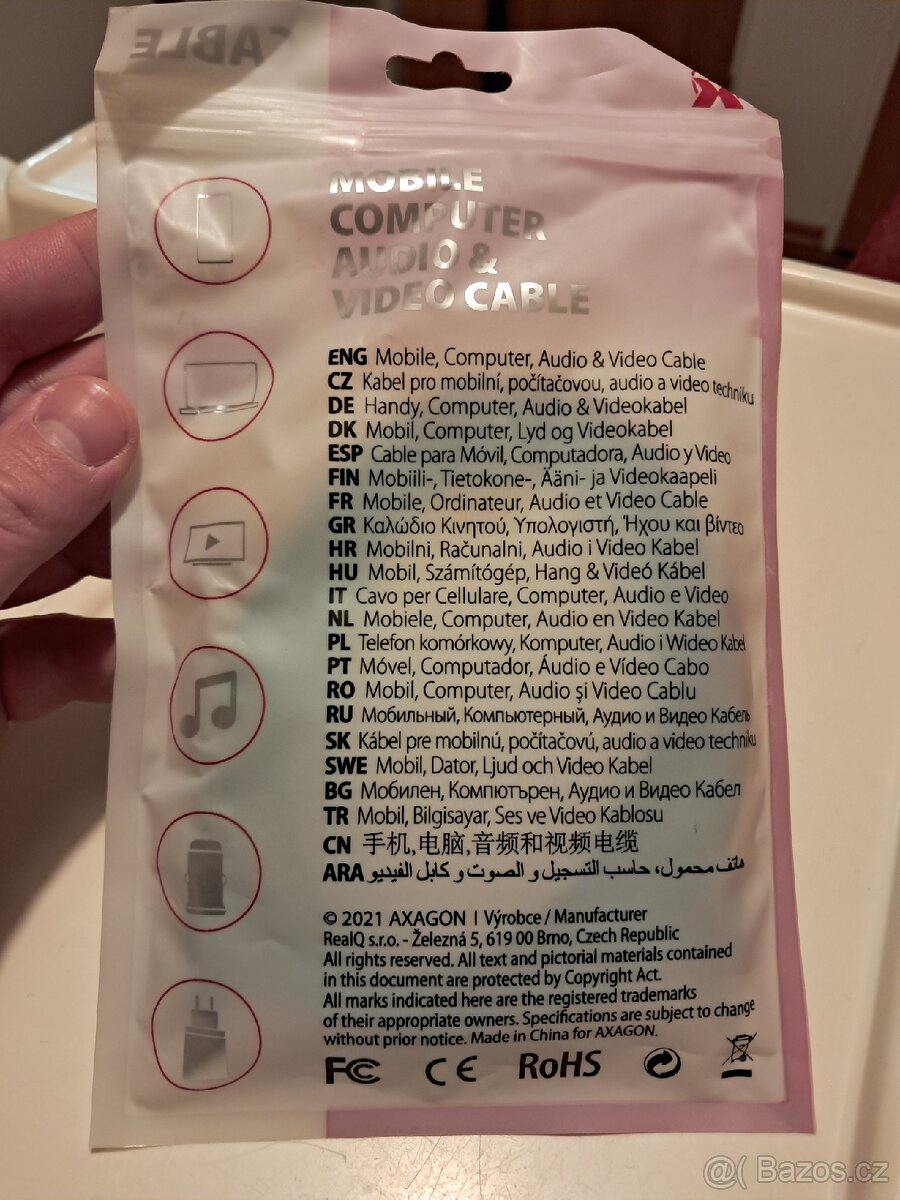 CABLE
MOBILE
COMPUTER
AUDIO &
VIDEO CABLE
ENG Mobile, Computer, Audio & Video Cable
CZ Kabel pro mobilní, počítačovou, audio a video techniku
DE Handy, Computer, Audio & Videokabel
DK Mobil, Computer, Lyd og Videokabel
ESP Cable para Móvil, Computadora, Audio y Video
FIN Mobiili-, Tietokone-, Ääni- ja Videokaapeli
FR Mobile, Ordinateur, Audio et Video Cable
GR Καλώδιο Κινητού, Υπολογιστή, Ήχου και βίντεο
HR Mobilni, Računalni, Audio i Video Kabel
HU Mobil, Számítógép, Hang & Videó Kábel
IT Cavo per Cellulare, Computer, Audio e Video
NL Mobiele, Computer, Audio en Video Kabel
PL Telefon komórkowy, Komputer, Audio i Wideo Kabel
PT Móvel, Computador, Áudio e Vídeo Cabo
RO Mobil, Computer, Audio și Video Cablu
RU Мобильный, Компьютерный, Аудио и Видео Кабель
SK Kábel pre mobilnú, počítačovú, audio a video techniku
SWE Mobil, Dator, Ljud och Video Kabel
BG Мобилен, Компютърен, Аудио и Видео Кабел
TR Mobil, Bilgisayar, Ses ve Video Kablosu
CN 手机,电脑,音频和视频电缆
ARA هاتف محمول، حاسب التسجيل و الصوت و كابل الفيديو
© 2021 AXAGON | Výrobce / Manufacturer
RealQ s.r.o. - Železná 5, 619 00 Brno, Czech Republic
All rights reserved. All text and pictorial materials contained
in this document are protected by Copyright Act.
All marks indicated here are the registered trademarks
of their appropriate owners. Specifications are subject to change
without prior notice. Made in China for AXAGON.
FC CE RoHS
@( Bazos.cz